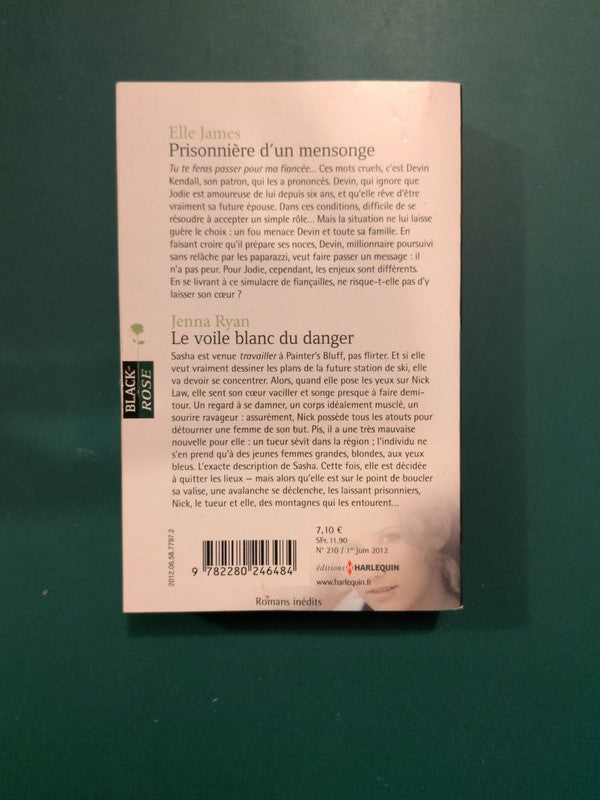 Elle James
Prisonnière d'un mensonge
Tu te feras passer pour ma fiancée... Ces mots cruels, c'est Devin
Kendall, son patron, qui les a prononcés. Devin, qui ignore que
Jodie est amoureuse de lui depuis six ans, et qu'elle rêve d'être
vraiment sa future épouse. Dans ces conditions, difficile de se
résoudre à accepter un simple rôle... Mais la situation ne lui laisse
guère le choix : un fou menace Devin et toute sa famille. En
faisant croire qu'il prépare ses noces, Devin, millionnaire poursuivi
sans relâche par les paparazzi, veut faire passer un message : il
n'a pas peur. Pour Jodie, cependant, les enjeux sont différents.
En se livrant à ce simulacre de fiançailles, ne risque-t-elle pas d'y
laisser son cœur ?
Jenna Ryan
Le voile blanc du danger
Sasha est venue travailler à Painter's Bluff, pas flirter. Et si elle
veut vraiment dessiner les plans de la future station de ski, elle
va devoir se concentrer. Alors, quand elle pose les yeux sur Nick
Law, elle sent son cœur vaciller et songe presque à faire demi-
tour. Un regard à se damner, un corps idéalement musclé, un
sourire ravageur : assurément, Nick possède tous les atouts pour
détourner une femme de son but. Pis, il a une très mauvaise
nouvelle pour elle : un tueur sévit dans la région ; l'individu ne
s'en prend qu'à des jeunes femmes grandes, blondes, aux yeux
bleus. L'exacte description de Sasha. Cette fois, elle est décidée
à quitter les lieux – mais alors qu'elle est sur le point de boucler
sa valise, une avalanche se déclenche, les laissant prisonniers,
Nick, le tueur et elle, des montagnes qui les entourent...
BLACK-
ROSE
2012.06.58.7797.2
9 782280 246484
7,10 €
SFr. 11.90
N° 210 / 1er juin 2012
éditions HARLEQUIN
www.harlequin.fr
Romans inédits